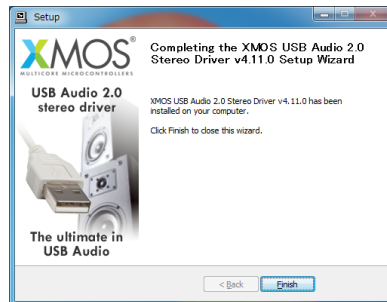 Setup
XMOS®
MULTICORE MICROCONTROLLERS
USB Audio 2.0
stereo driver
The ultimate in
USB Audio
Completing the XMOS USB Audio 2.0
Stereo Driver v4.11.0 Setup Wizard
XMOS USB Audio 2.0 Stereo Driver v4.11.0 has been
installed on your computer.
Click Finish to close this wizard.
< Back
Finish